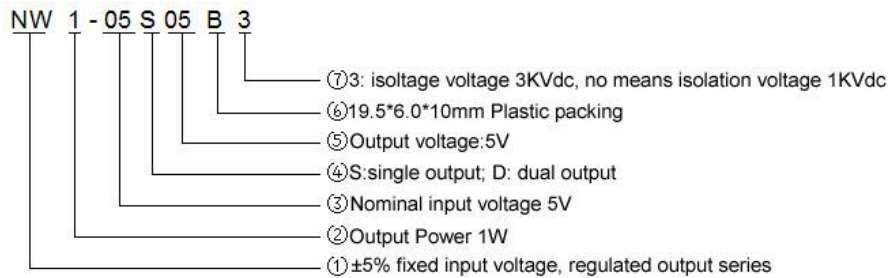 NW 1 - 05 S 05 B 3
⑦3: isoltage voltage 3KVdc, no means isolation voltage 1KVdc
⑥19.5*6.0*10mm Plastic packing
⑤Output voltage:5V
④S:single output; D: dual output
③Nominal input voltage 5V
②Output Power 1W
①±5% fixed input voltage, regulated output series